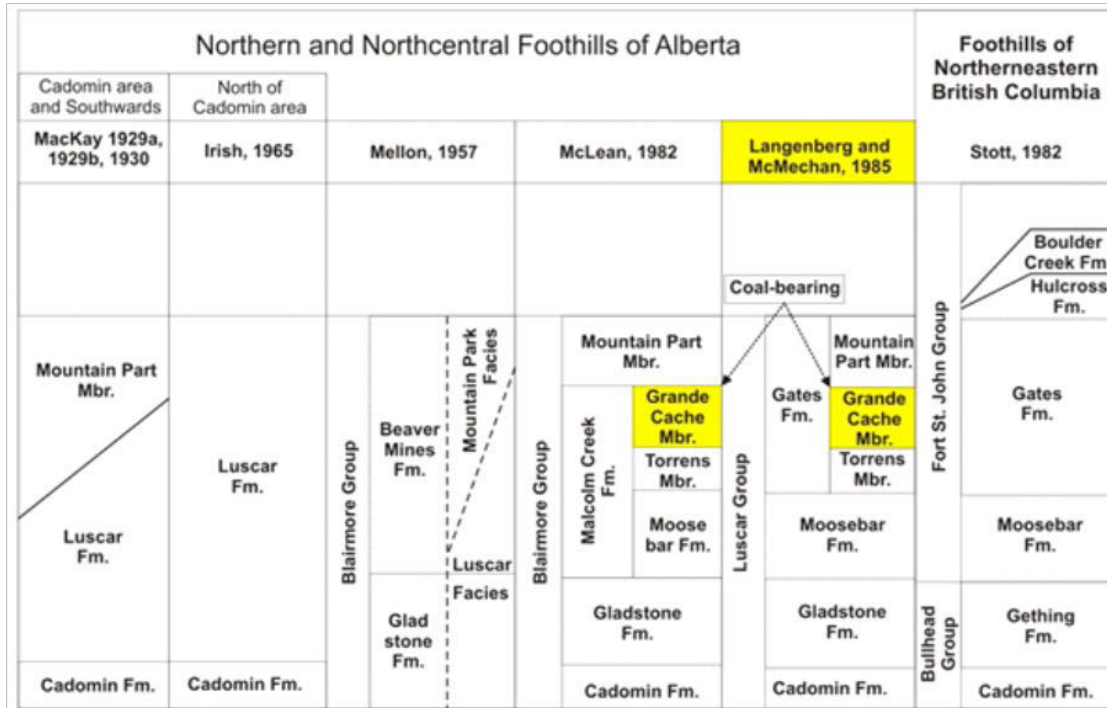 Northern and Northcentral Foothills of Alberta
Foothills of
Northerneastern
British Columbia
Cadomin area
and Southwards
North of
Cadomin area
MacKay 1929a,
1929b, 1930
Irish, 1965
Mellon, 1957
McLean, 1982
Langenberg and
McMechan, 1985
Stott, 1982
Mountain Part
Mbr.
Luscar
Fm.
Cadomin Fm.
Luscar
Fm.
Cadomin Fm.
Blairmore Group
Beaver
Mines
Fm.
Glad
stone
Fm.
Mountain Park
Facies
Luscar
Facies
Blairmore Group
Mountain Part
Mbr.
Malcolm Creek
Fm.
Grande
Cache
Mbr.
Torrens
Mbr.
Moose
bar Fm.
Gladstone
Fm.
Cadomin Fm.
Coal-bearing
Luscar Group
Gates
Fm.
Mountain
Part Mbr.
Grande
Cache
Mbr.
Torrens
Mbr.
Moosebar
Fm.
Gladstone
Fm.
Cadomin Fm.
Fort St. John Group
Bullhead
Group
Boulder
Creek Fm
Hulcross
Fm.
Gates
Fm.
Moosebar
Fm.
Gething
Fm.
Cadomin Fm.